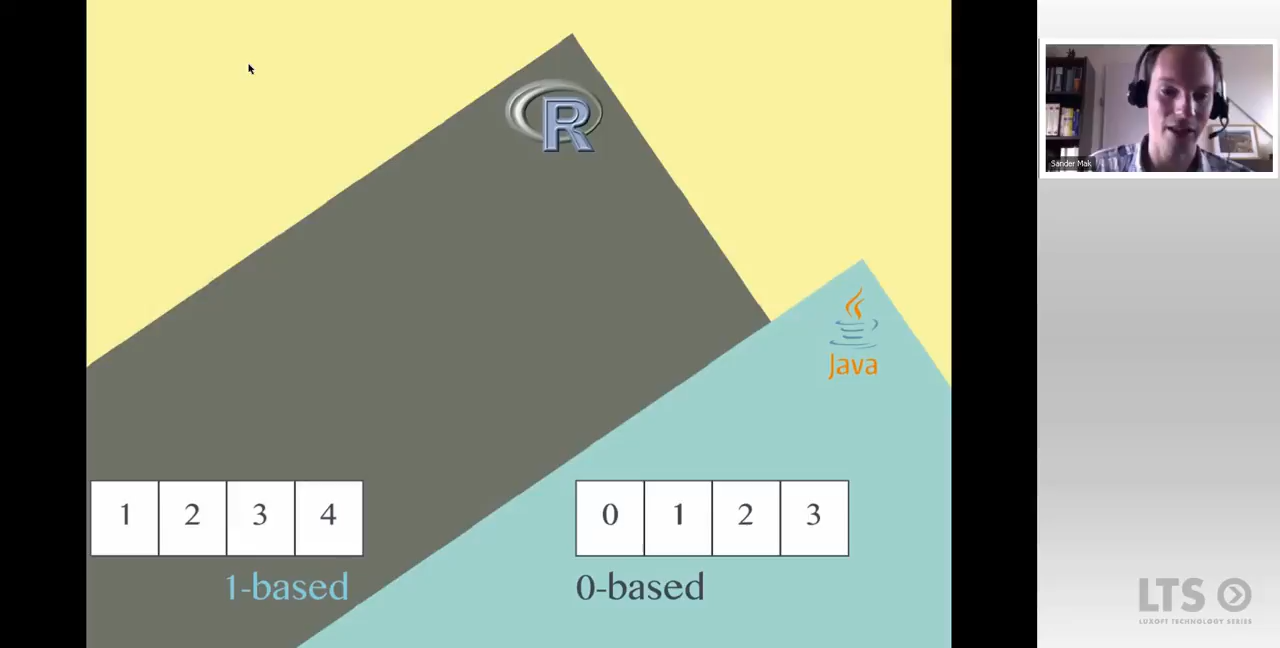 R
Java
1 2 3 4
0 1 2 3
1-based
0-based
Sander Mak
LTS
LUXOFT TECHNOLOGY SERIES